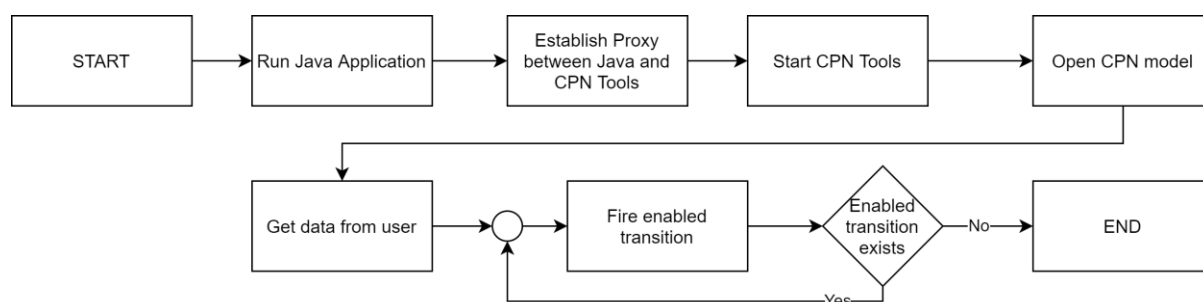 START
Run Java Application
Establish Proxy
between Java and
CPN Tools
Start CPN Tools
Open CPN model
Get data from user
Fire enabled
transition
Enabled
transition
exists
No
END
Yes